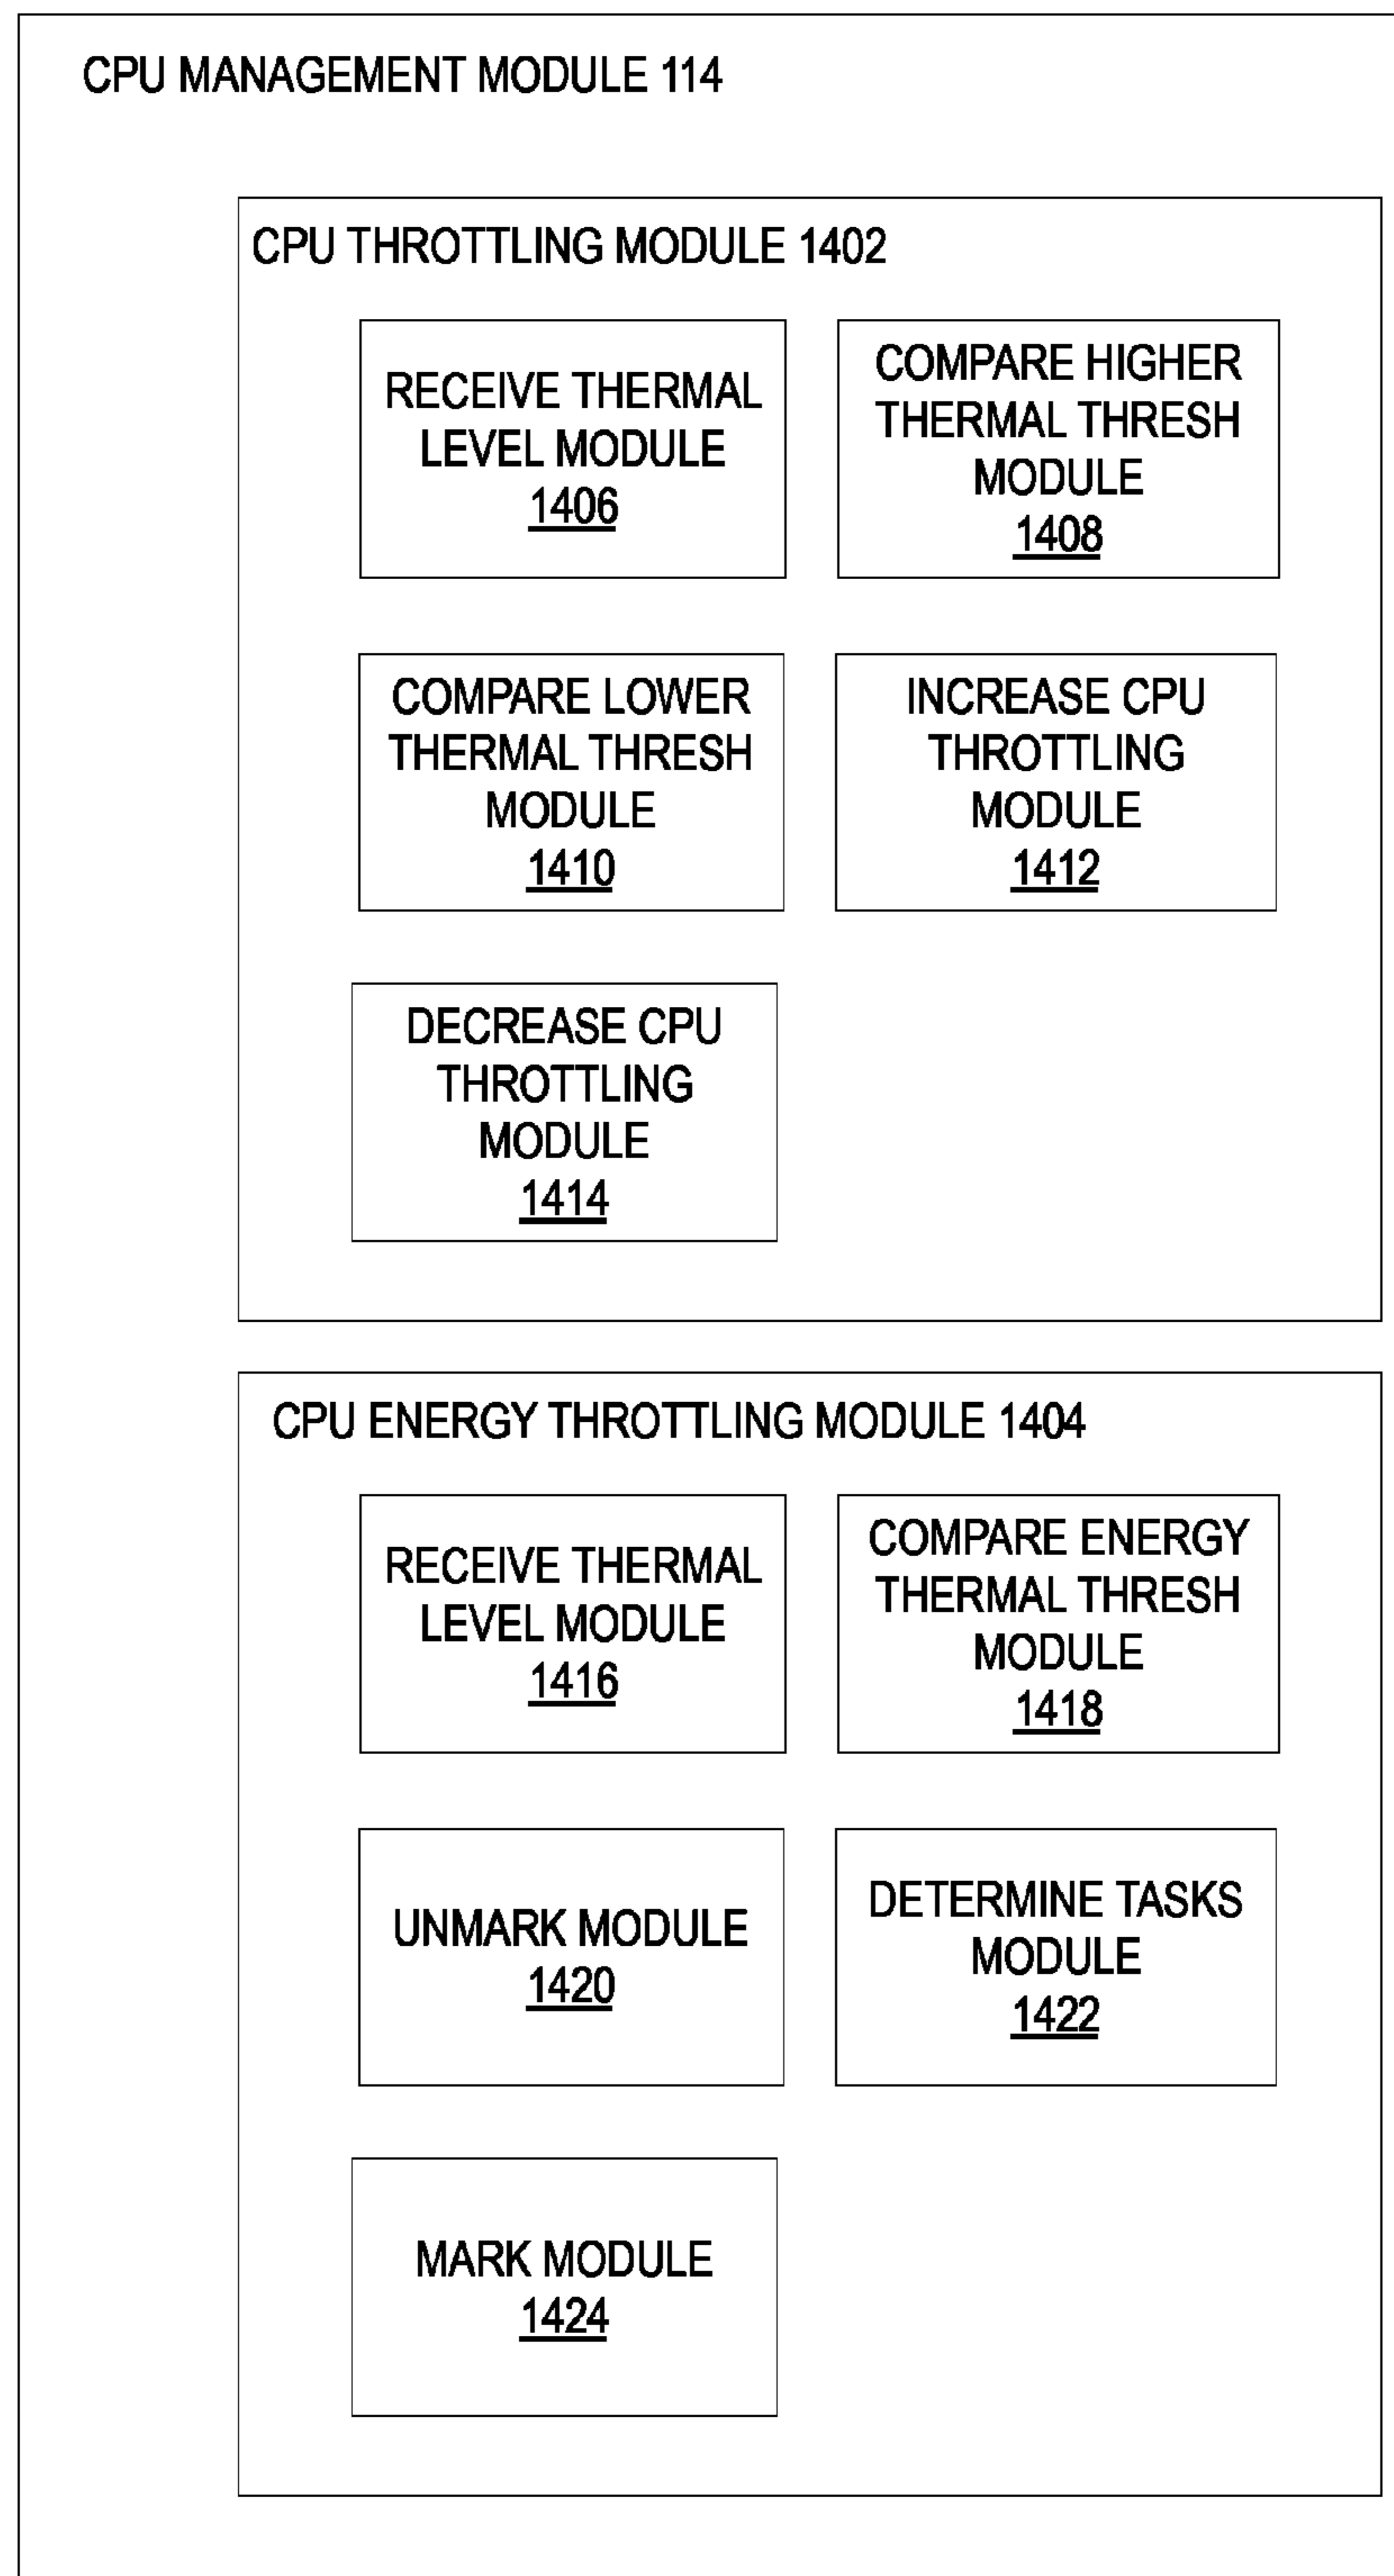 CPU MANAGEMENT MODULE 114
CPU THROTTLING MODULE 1402
RECEIVE THERMAL
LEVEL MODULE
1406
COMPARE HIGHER
THERMAL THRESH
MODULE
1408
COMPARE LOWER
THERMAL THRESH
MODULE
1410
INCREASE CPU
THROTTLING
MODULE
1412
DECREASE CPU
THROTTLING
MODULE
1414
CPU ENERGY THROTTLING MODULE 1404
RECEIVE THERMAL
LEVEL MODULE
1416
COMPARE ENERGY
THERMAL THRESH
MODULE
1418
UNMARK MODULE
1420
DETERMINE TASKS
MODULE
1422
MARK MODULE
1424